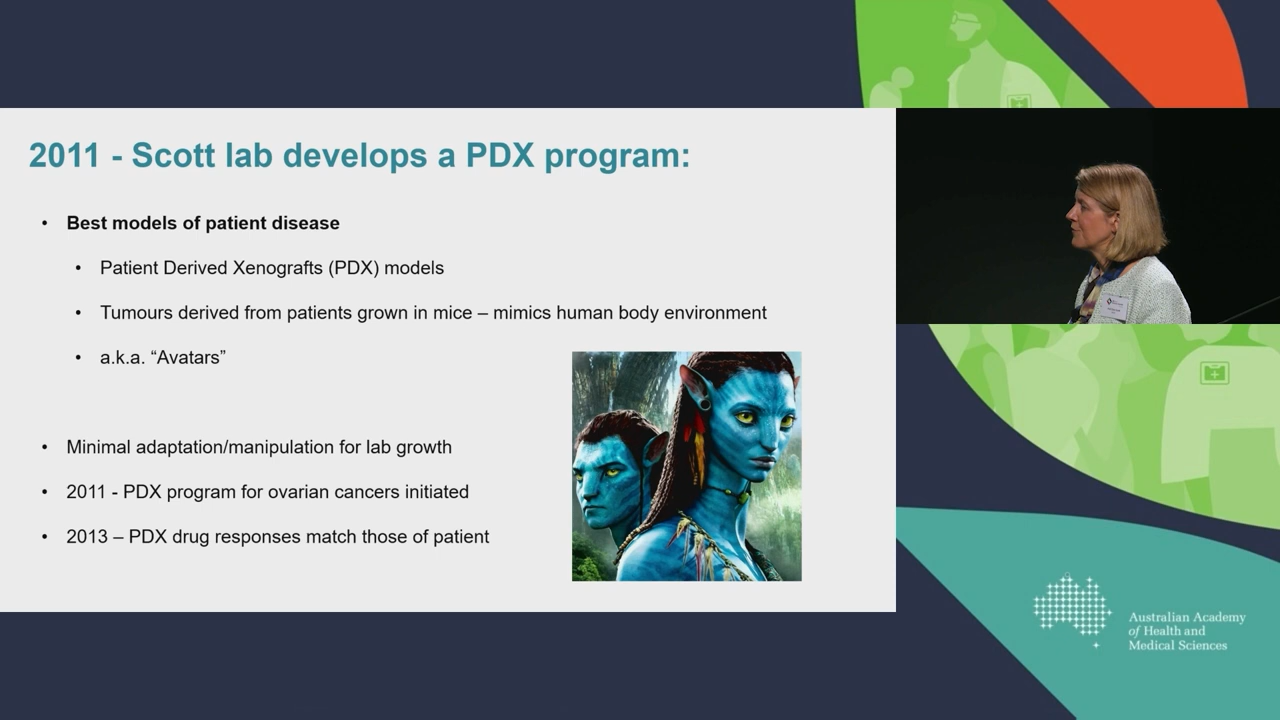 2011 - Scott lab develops a PDX program:
• Best models of patient disease
• Patient Derived Xenografts (PDX) models
• Tumours derived from patients grown in mice – mimics human body environment
• a.k.a. “Avatars”
• Minimal adaptation/manipulation for lab growth
• 2011 - PDX program for ovarian cancers initiated
• 2013 – PDX drug responses match those of patient
Australian Academy
of Health and
Medical Sciences